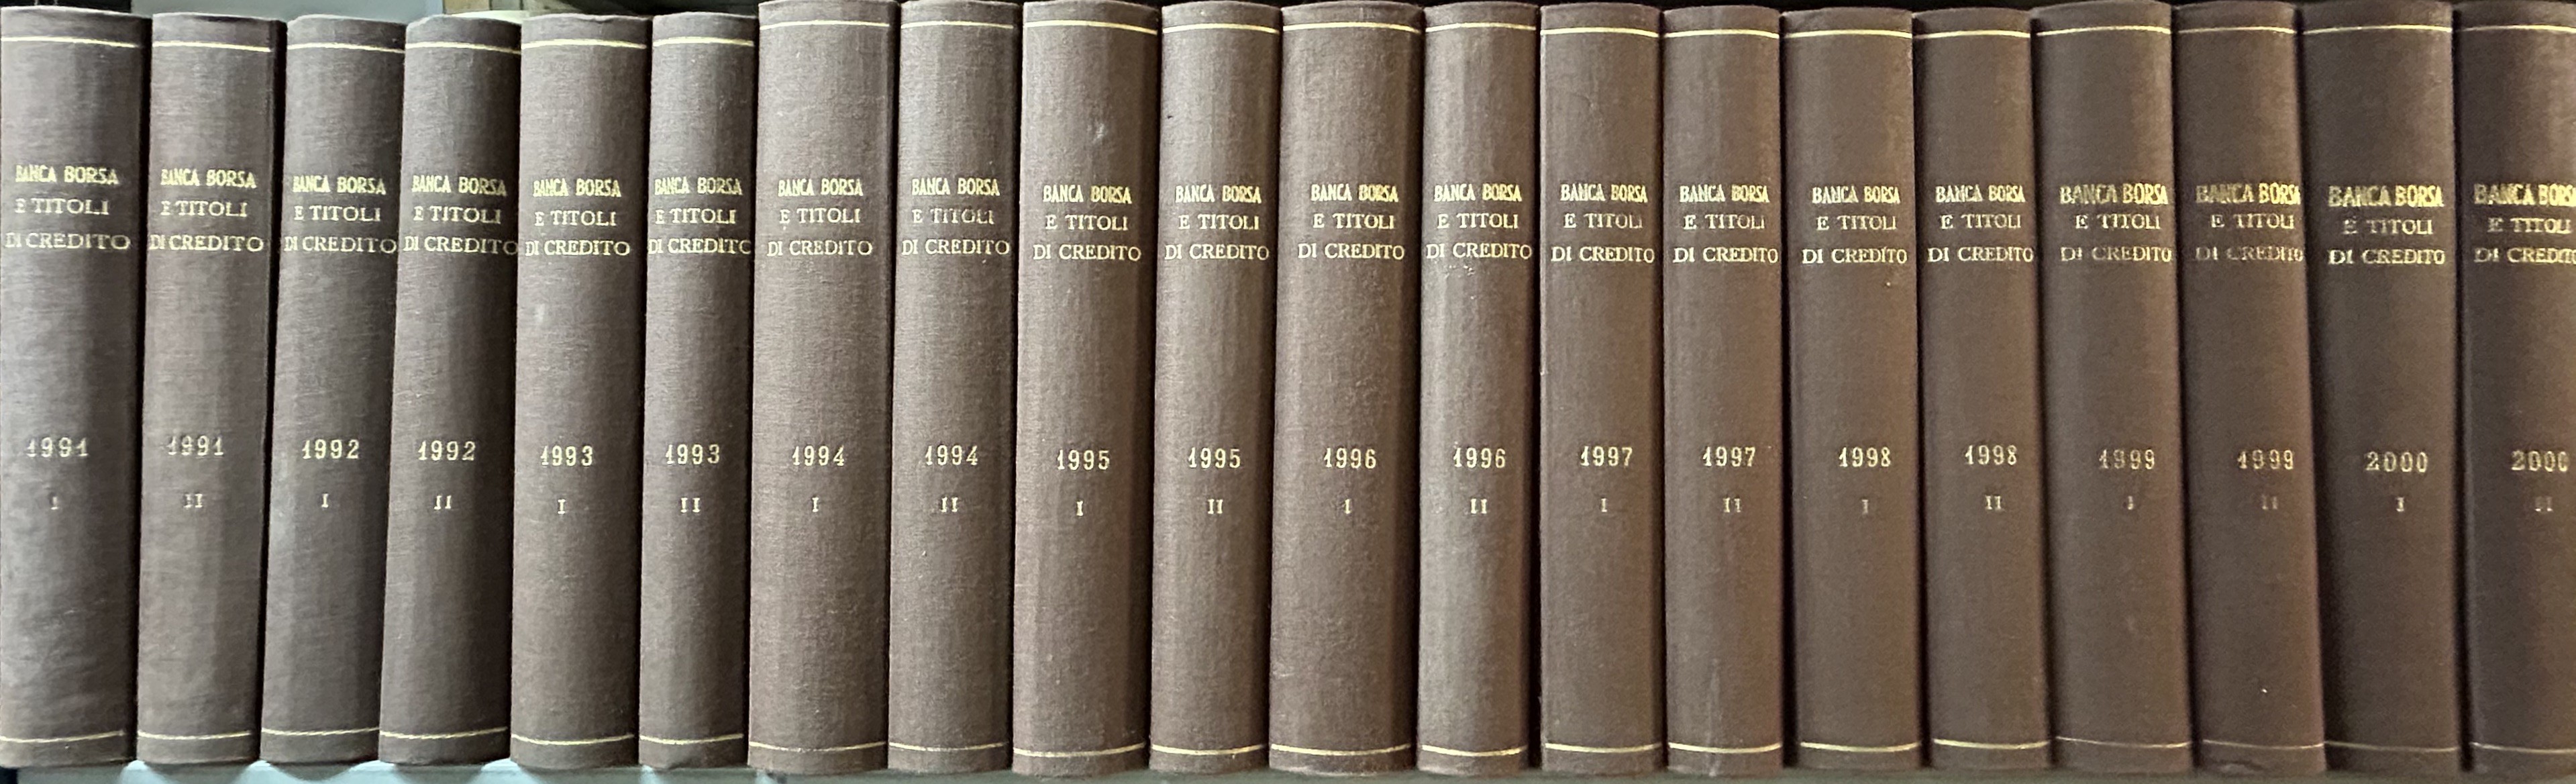 BANCA BORSA
E TITOLI
DI CREDITO
1991
I
BANCA BORSA
E TITOLI
DI CREDITO
1991
II
BANCA BORSA
E TITOLI
DI CREDITO
1992
I
BANCA BORSA
E TITOLI
DI CREDITO
1992
II
BANCA BORSA
E TITOLI
DI CREDITO
1993
I
BANCA BORSA
E TITOLI
DI CREDITO
1993
II
BANCA BORSA
E TITOLI
DI CREDITO
1994
I
BANCA BORSA
E TITOLI
DI CREDITO
1994
II
BANCA BORSA
E TITOLI
DI CREDITO
1995
I
BANCA BORSA
E TITOLI
DI CREDITO
1995
II
BANCA BORSA
E TITOLI
DI CREDITO
1996
I
BANCA BORSA
E TITOLI
DI CREDITO
1996
II
BANCA BORSA
E TITOLI
DI CREDITO
1997
I
BANCA BORSA
E TITOLI
DI CREDITO
1997
II
BANCA BORSA
E TITOLI
DI CREDITO
1998
I
BANCA BORSA
E TITOLI
DI CREDITO
1998
II
BANCA BORSA
E TITOLI
DI CREDITO
1999
I
BANCA BORSA
E TITOLI
DI CREDITO
1999
II
BANCA BORSA
E TITOLI
DI CREDITO
2000
I
BANCA BORS
E TITOLI
DI CREDITO
2000
II